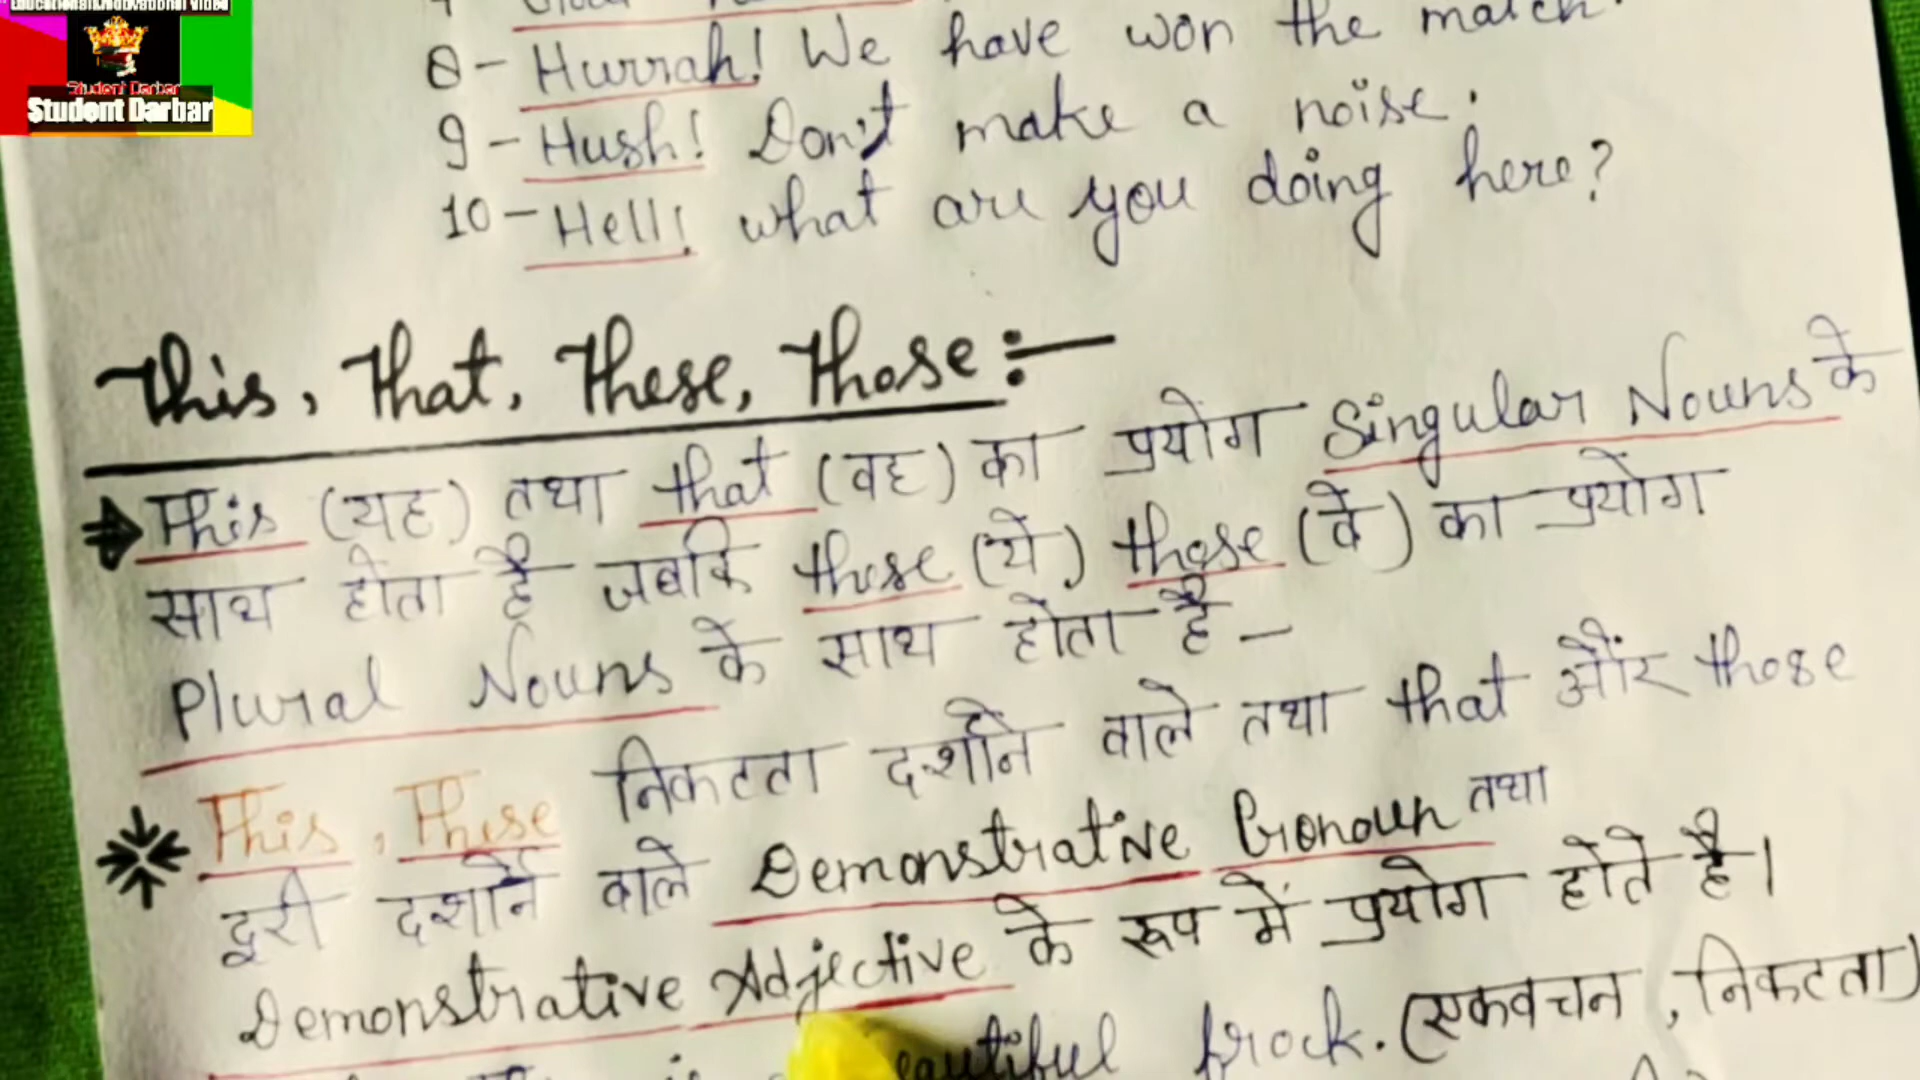 Educational & Motivational Video
Student Darbar
Student Darbar
8- Hurrah! We have won the match.
9- Hush! Don't make a noise.
10- Hell! what are you doing here?
This, That, These, Those :-
This (यह) तथा that (वह) का प्रयोग Singular Nouns के
साथ होता है जबकि these (ये) those (वे) का प्रयोग
Plural Nouns के साथ होता है-
This, These निकटता दर्शाने वाले तथा that और those
दूरी दर्शाने वाले Demonstrative Pronoun तथा
Demonstrative Adjective के रूप में प्रयोग होते है।
frock. (एकवचन, निकटता)